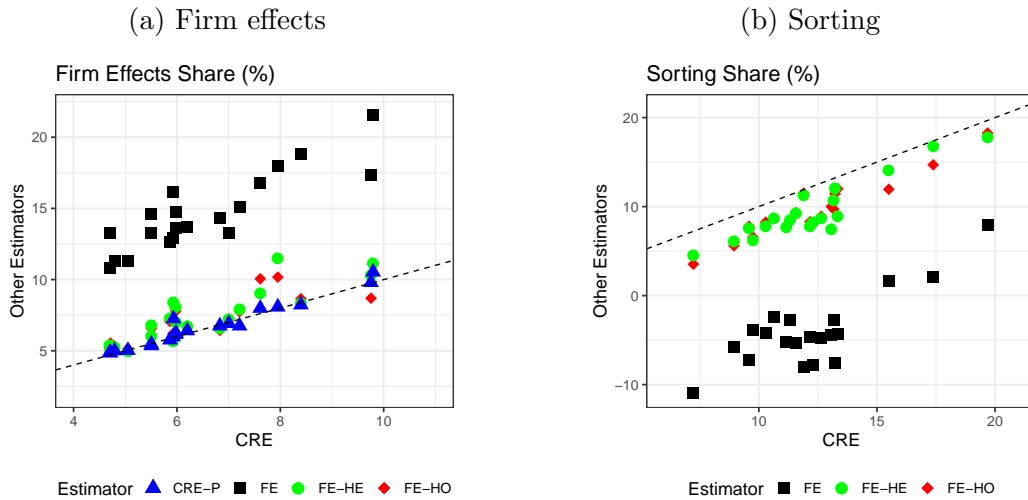 (a) Firm effects
Firm Effects Share (%)
Other Estimators
20
15
10
5
4 6 8 10
CRE
Estimator CRE−P FE FE−HE FE−HO
(b) Sorting
Sorting Share (%)
Other Estimators
20
10
0
−10
10 15 20
CRE
Estimator FE FE−HE FE−HO